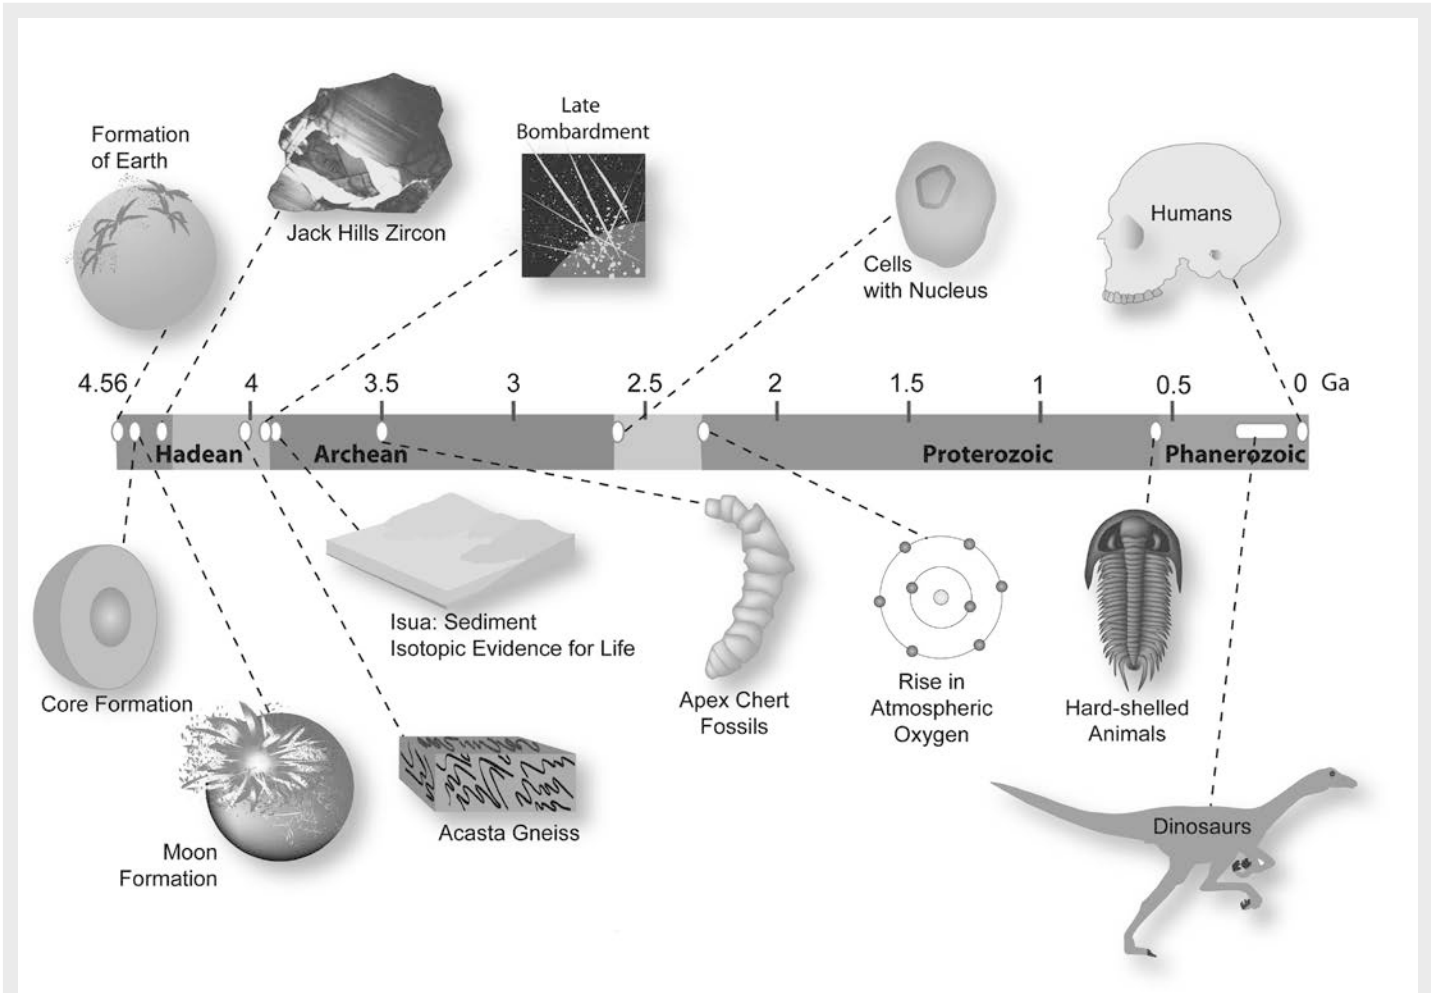 Formation
of Earth
Jack Hills Zircon
Late
Bombardment
Cells
with Nucleus
Humans
4.56 4 3.5 3 2.5 2 1.5 1 0.5 0 Ga
Hadean Archean Proterozoic Phanerozoic
Core Formation
Moon
Formation
Acasta Gneiss
Isua: Sediment
Isotopic Evidence for Life
Apex Chert
Fossils
Rise in
Atmospheric
Oxygen
Hard-shelled
Animals
Dinosaurs